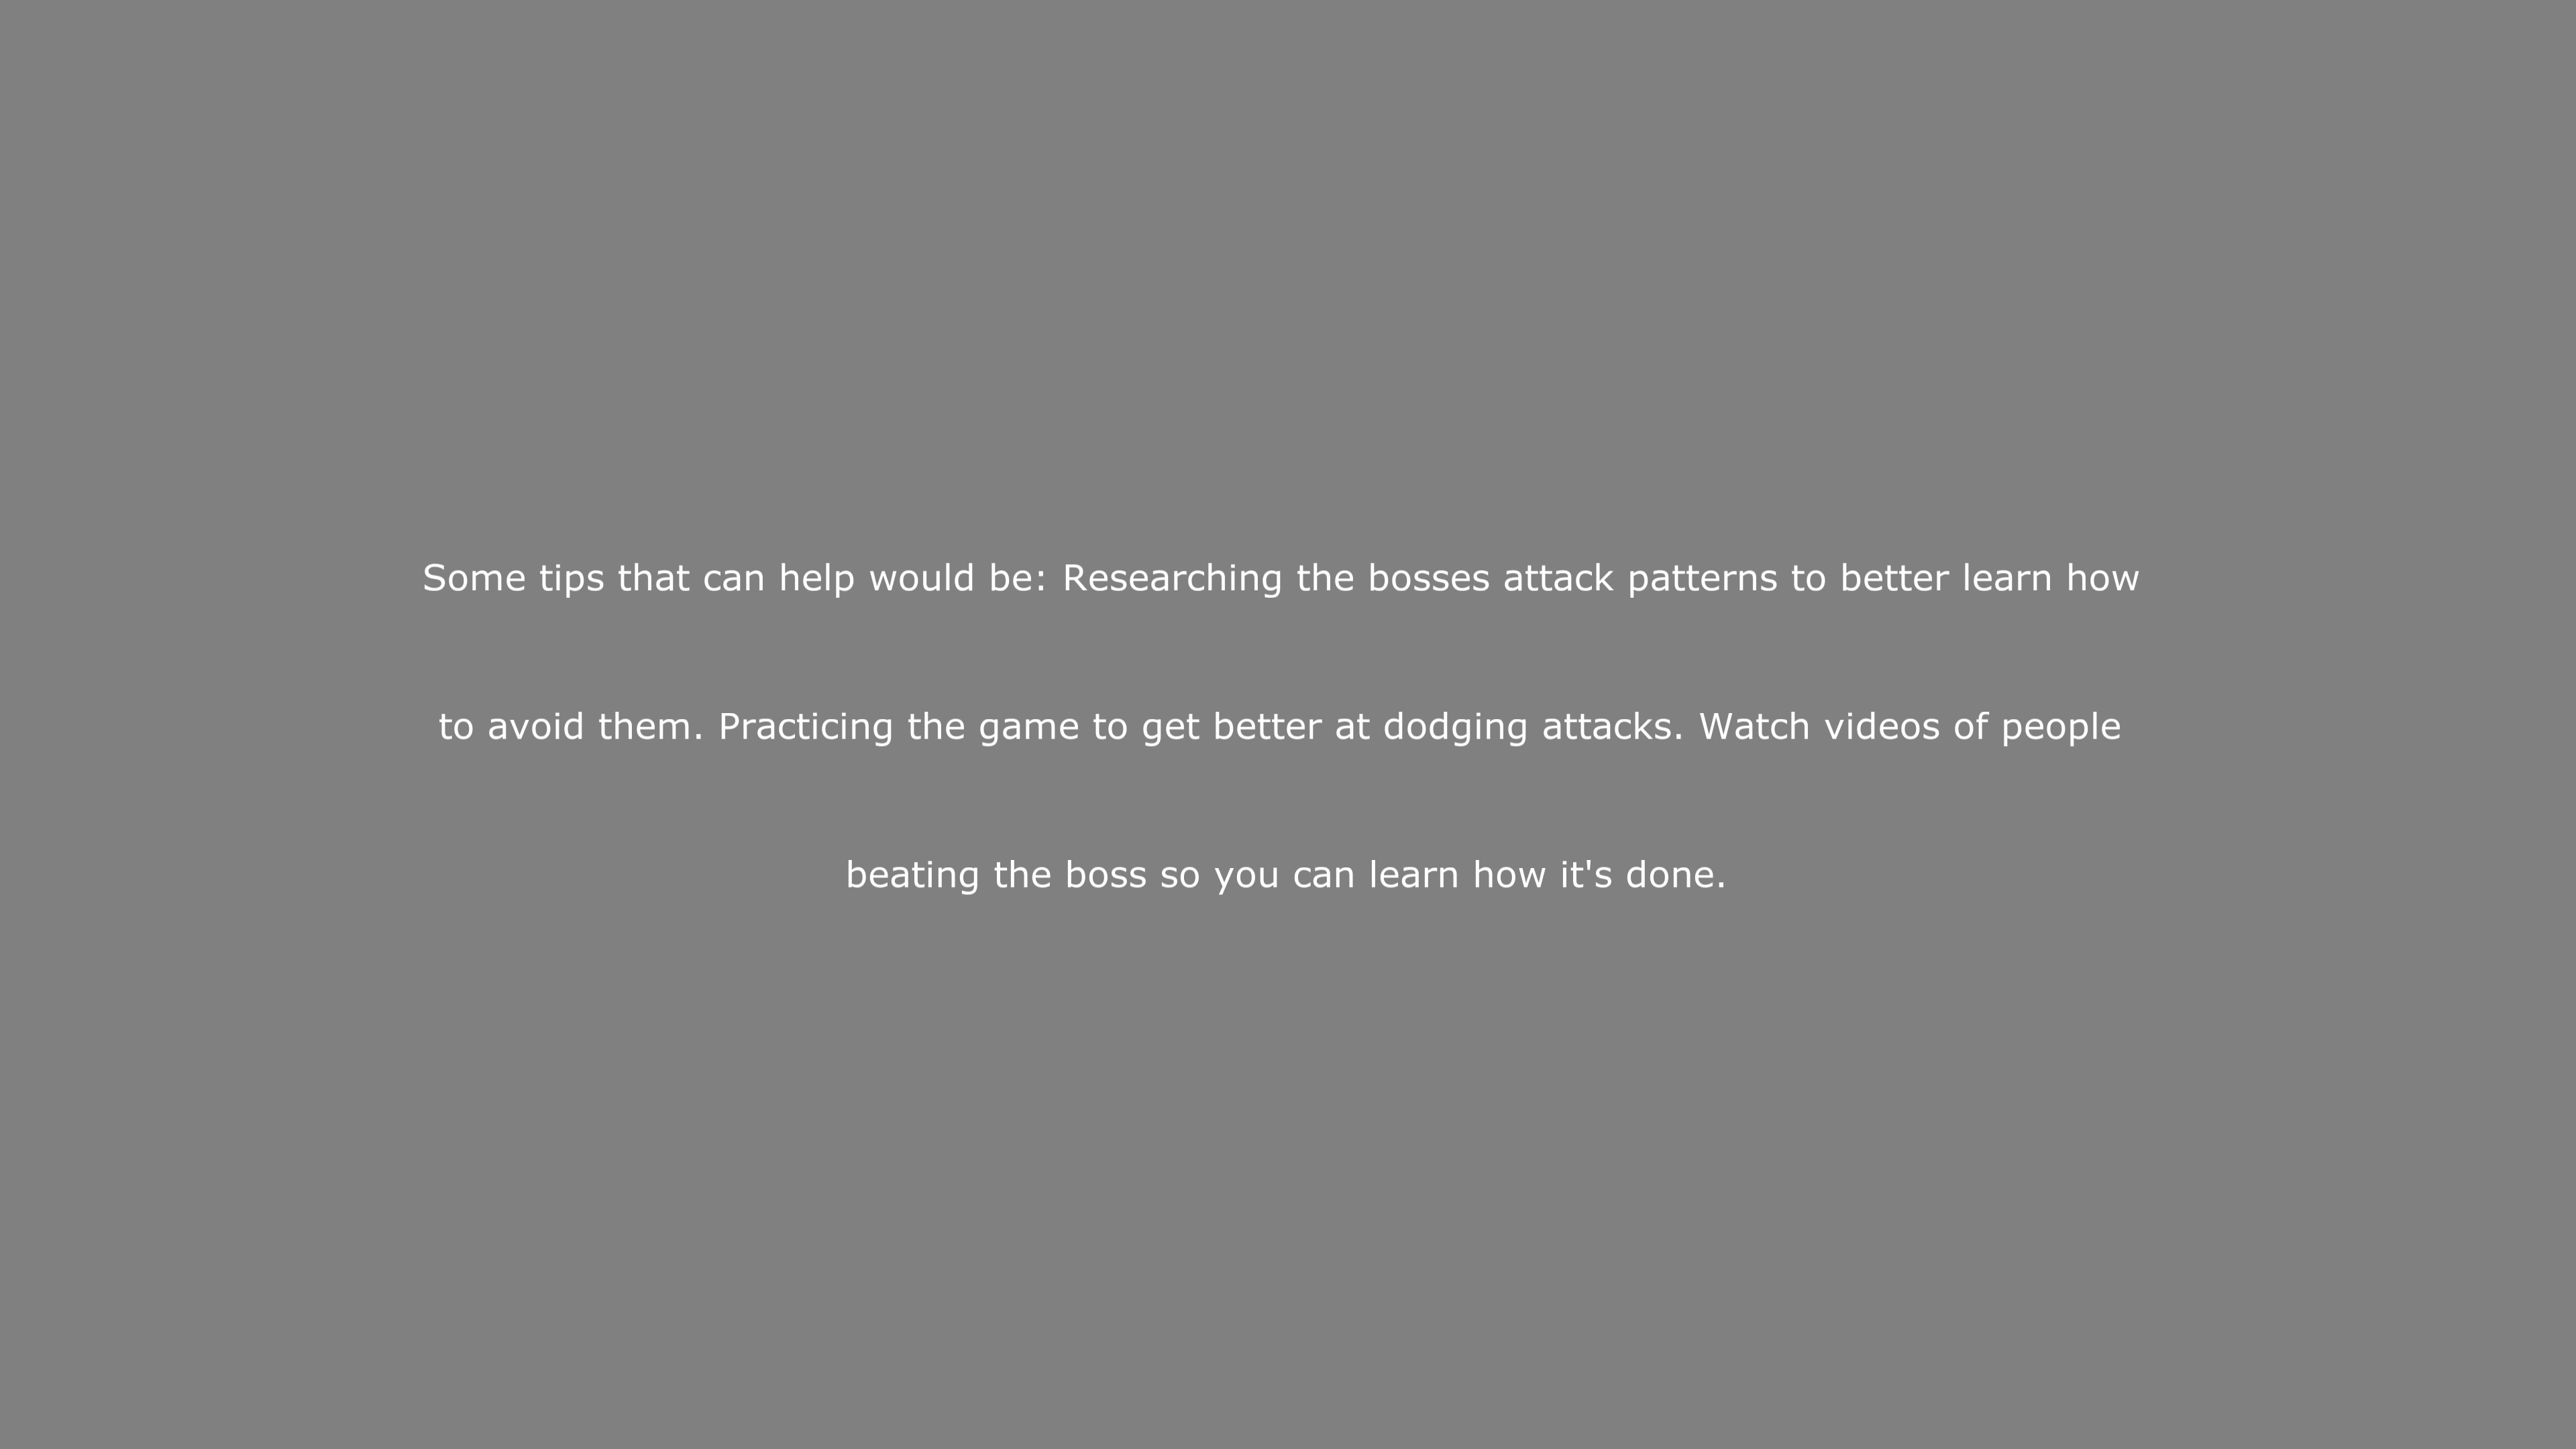 Some tips that can help would be: Researching the bosses attack patterns to better learn how
to avoid them. Practicing the game to get better at dodging attacks. Watch videos of people
beating the boss so you can learn how it's done.